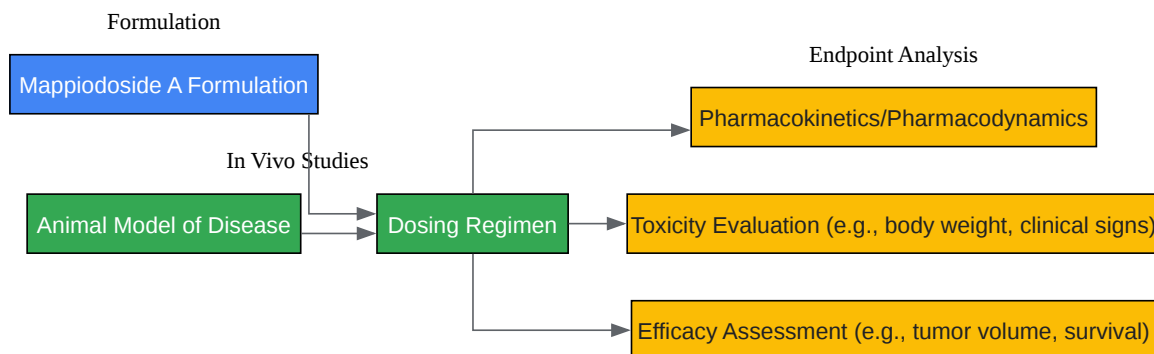 Formulation
Mappiodoside A Formulation
In Vivo Studies
Animal Model of Disease
Dosing Regimen
Endpoint Analysis
Pharmacokinetics/Pharmacodynamics
Toxicity Evaluation (e.g., body weight, clinical signs)
Efficacy Assessment (e.g., tumor volume, survival)